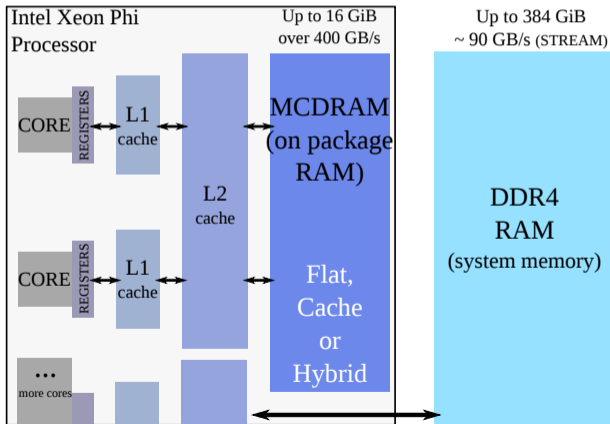 Intel Xeon Phi
Processor
Up to 16 GiB
over 400 GB/s
Up to 384 GiB
~ 90 GB/s (STREAM)
CORE
REGISTERS
L1
cache
L2
cache
MCDRAM
(on package
RAM)
Flat,
Cache
or
Hybrid
DDR4
RAM
(system memory)
CORE
REGISTERS
L1
cache
...
more cores